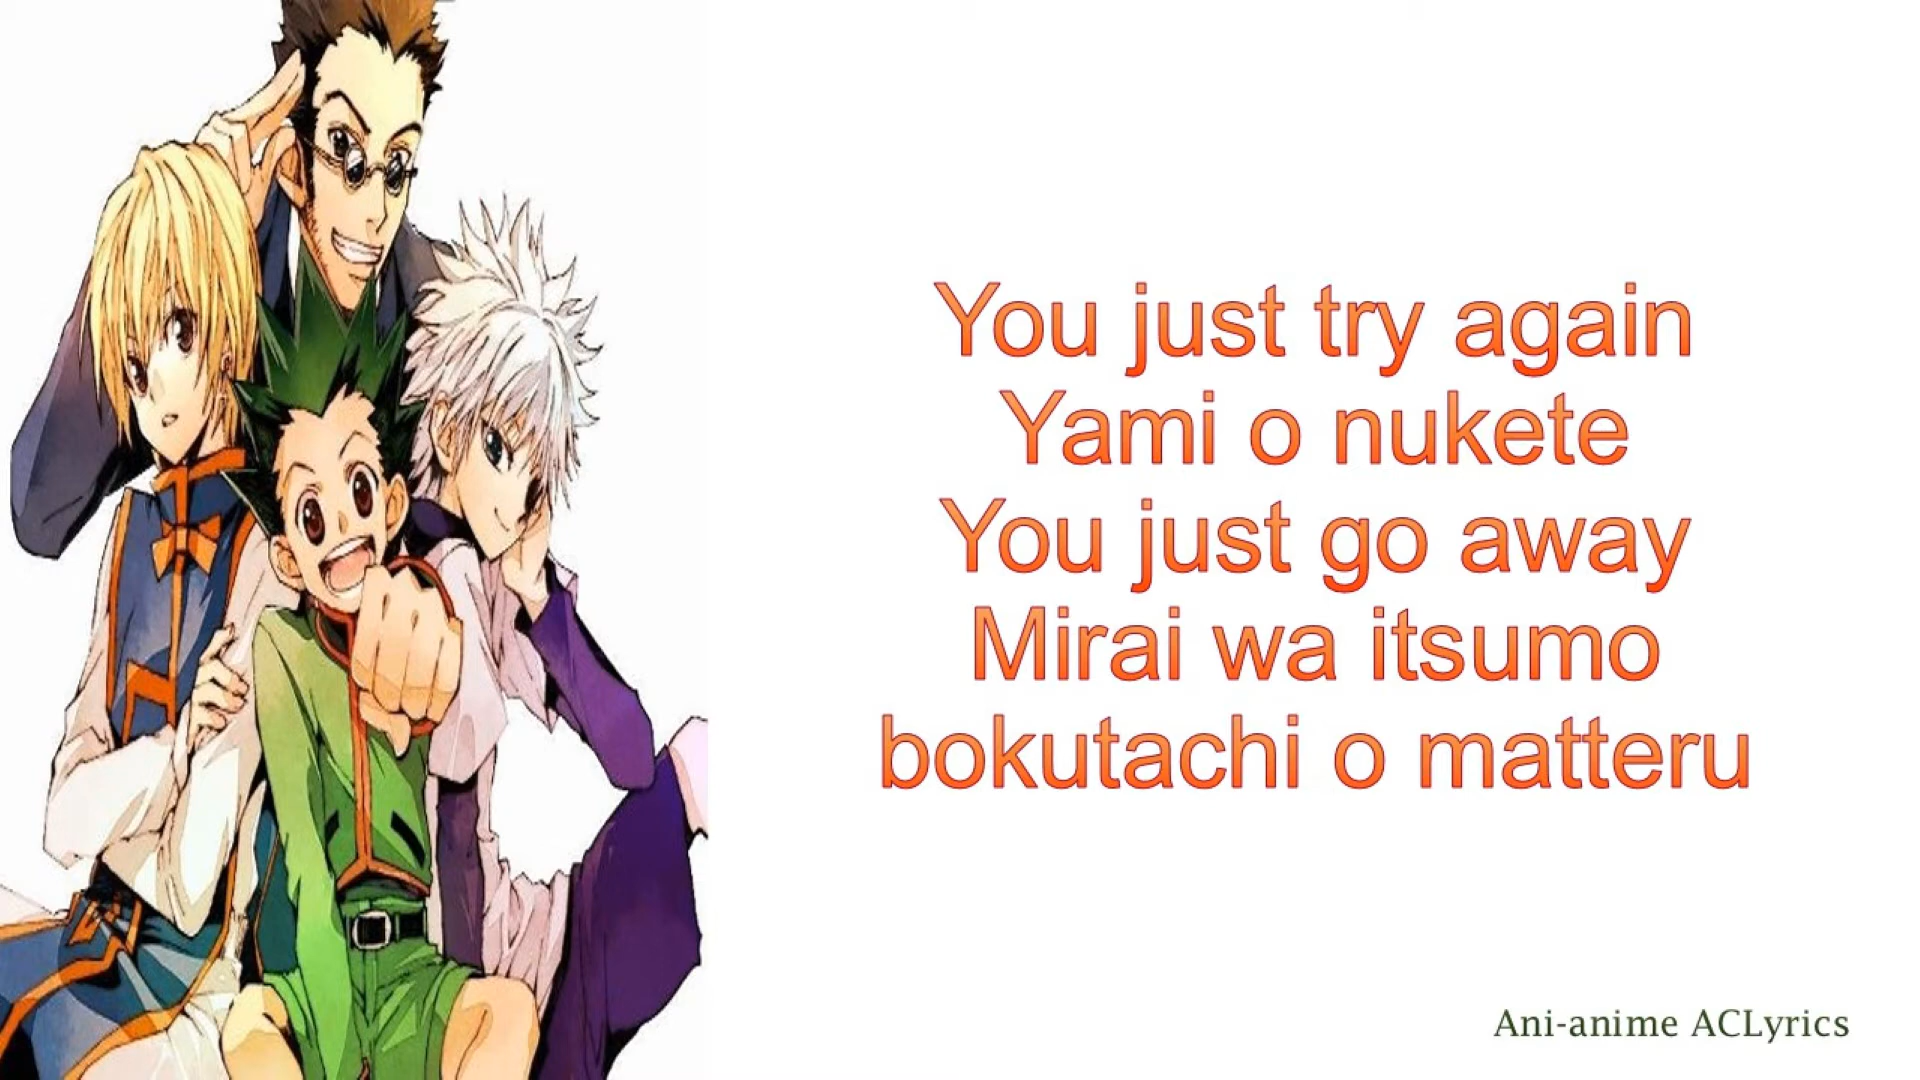 You just try again
Yami o nukete
You just go away
Mirai wa itsumo
bokutachi o matteru
Ani-anime ACLyrics